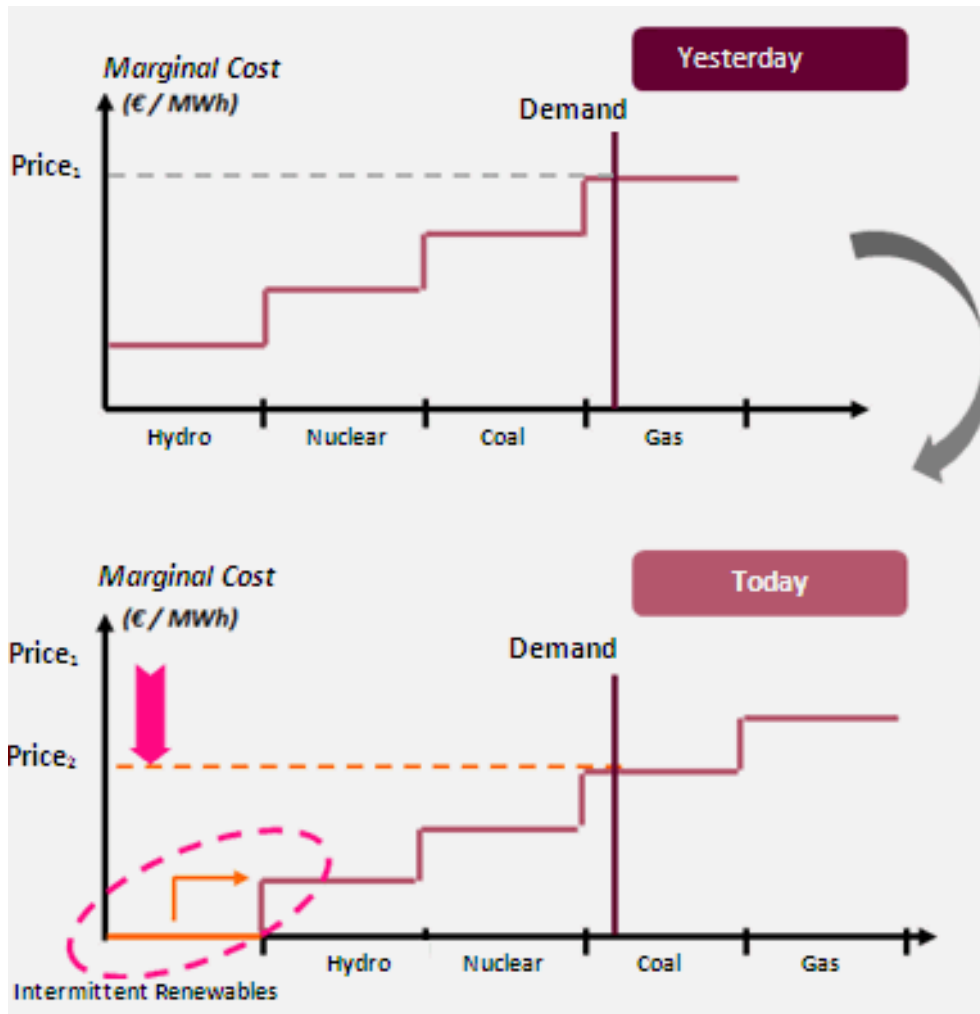 Yesterday
Marginal Cost
(€ / MWh)
Demand
Price₁
Hydro Nuclear Coal Gas
Today
Marginal Cost
(€ / MWh)
Price₁
Demand
Price₂
Hydro Nuclear Coal Gas
Intermittent Renewables